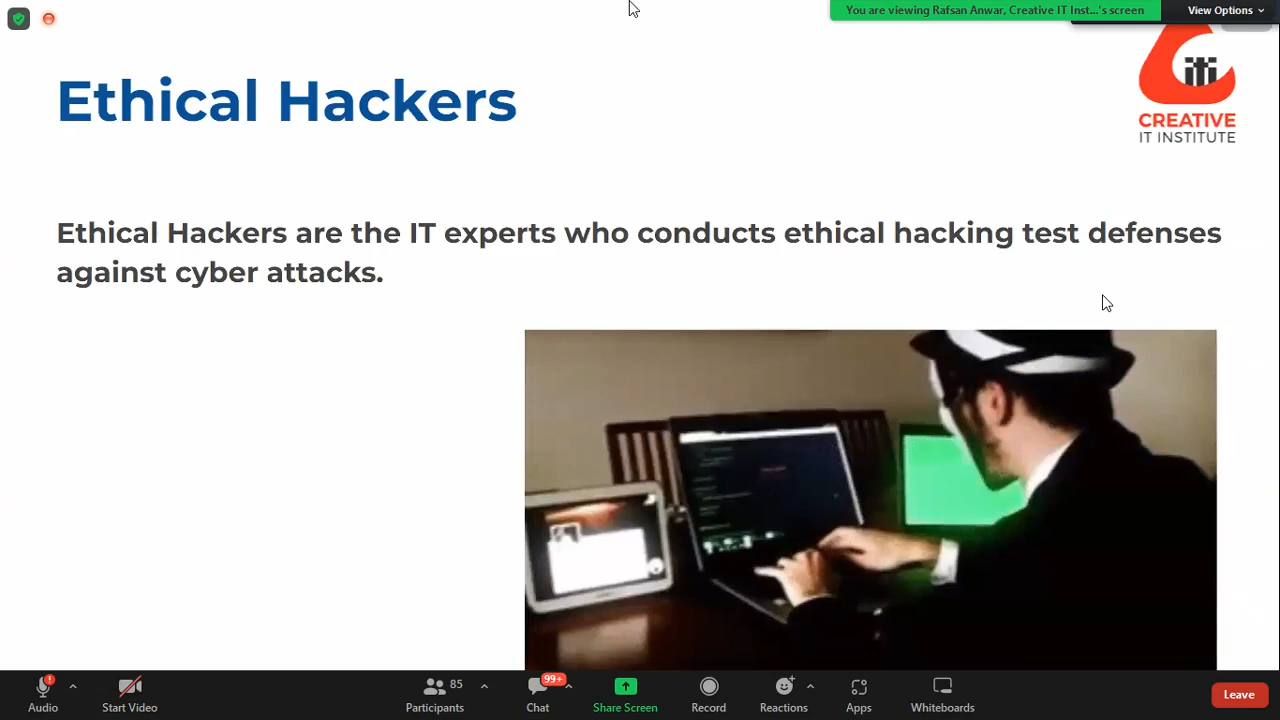 You are viewing Rafsan Anwar, Creative IT Inst...'s screen
View Options
Ethical Hackers
iTi
CREATIVE
IT INSTITUTE
Ethical Hackers are the IT experts who conducts ethical hacking test defenses
against cyber attacks.
Audio
Start Video
85
Participants
99+
Chat
Share Screen
Record
Reactions
Apps
Whiteboards
Leave